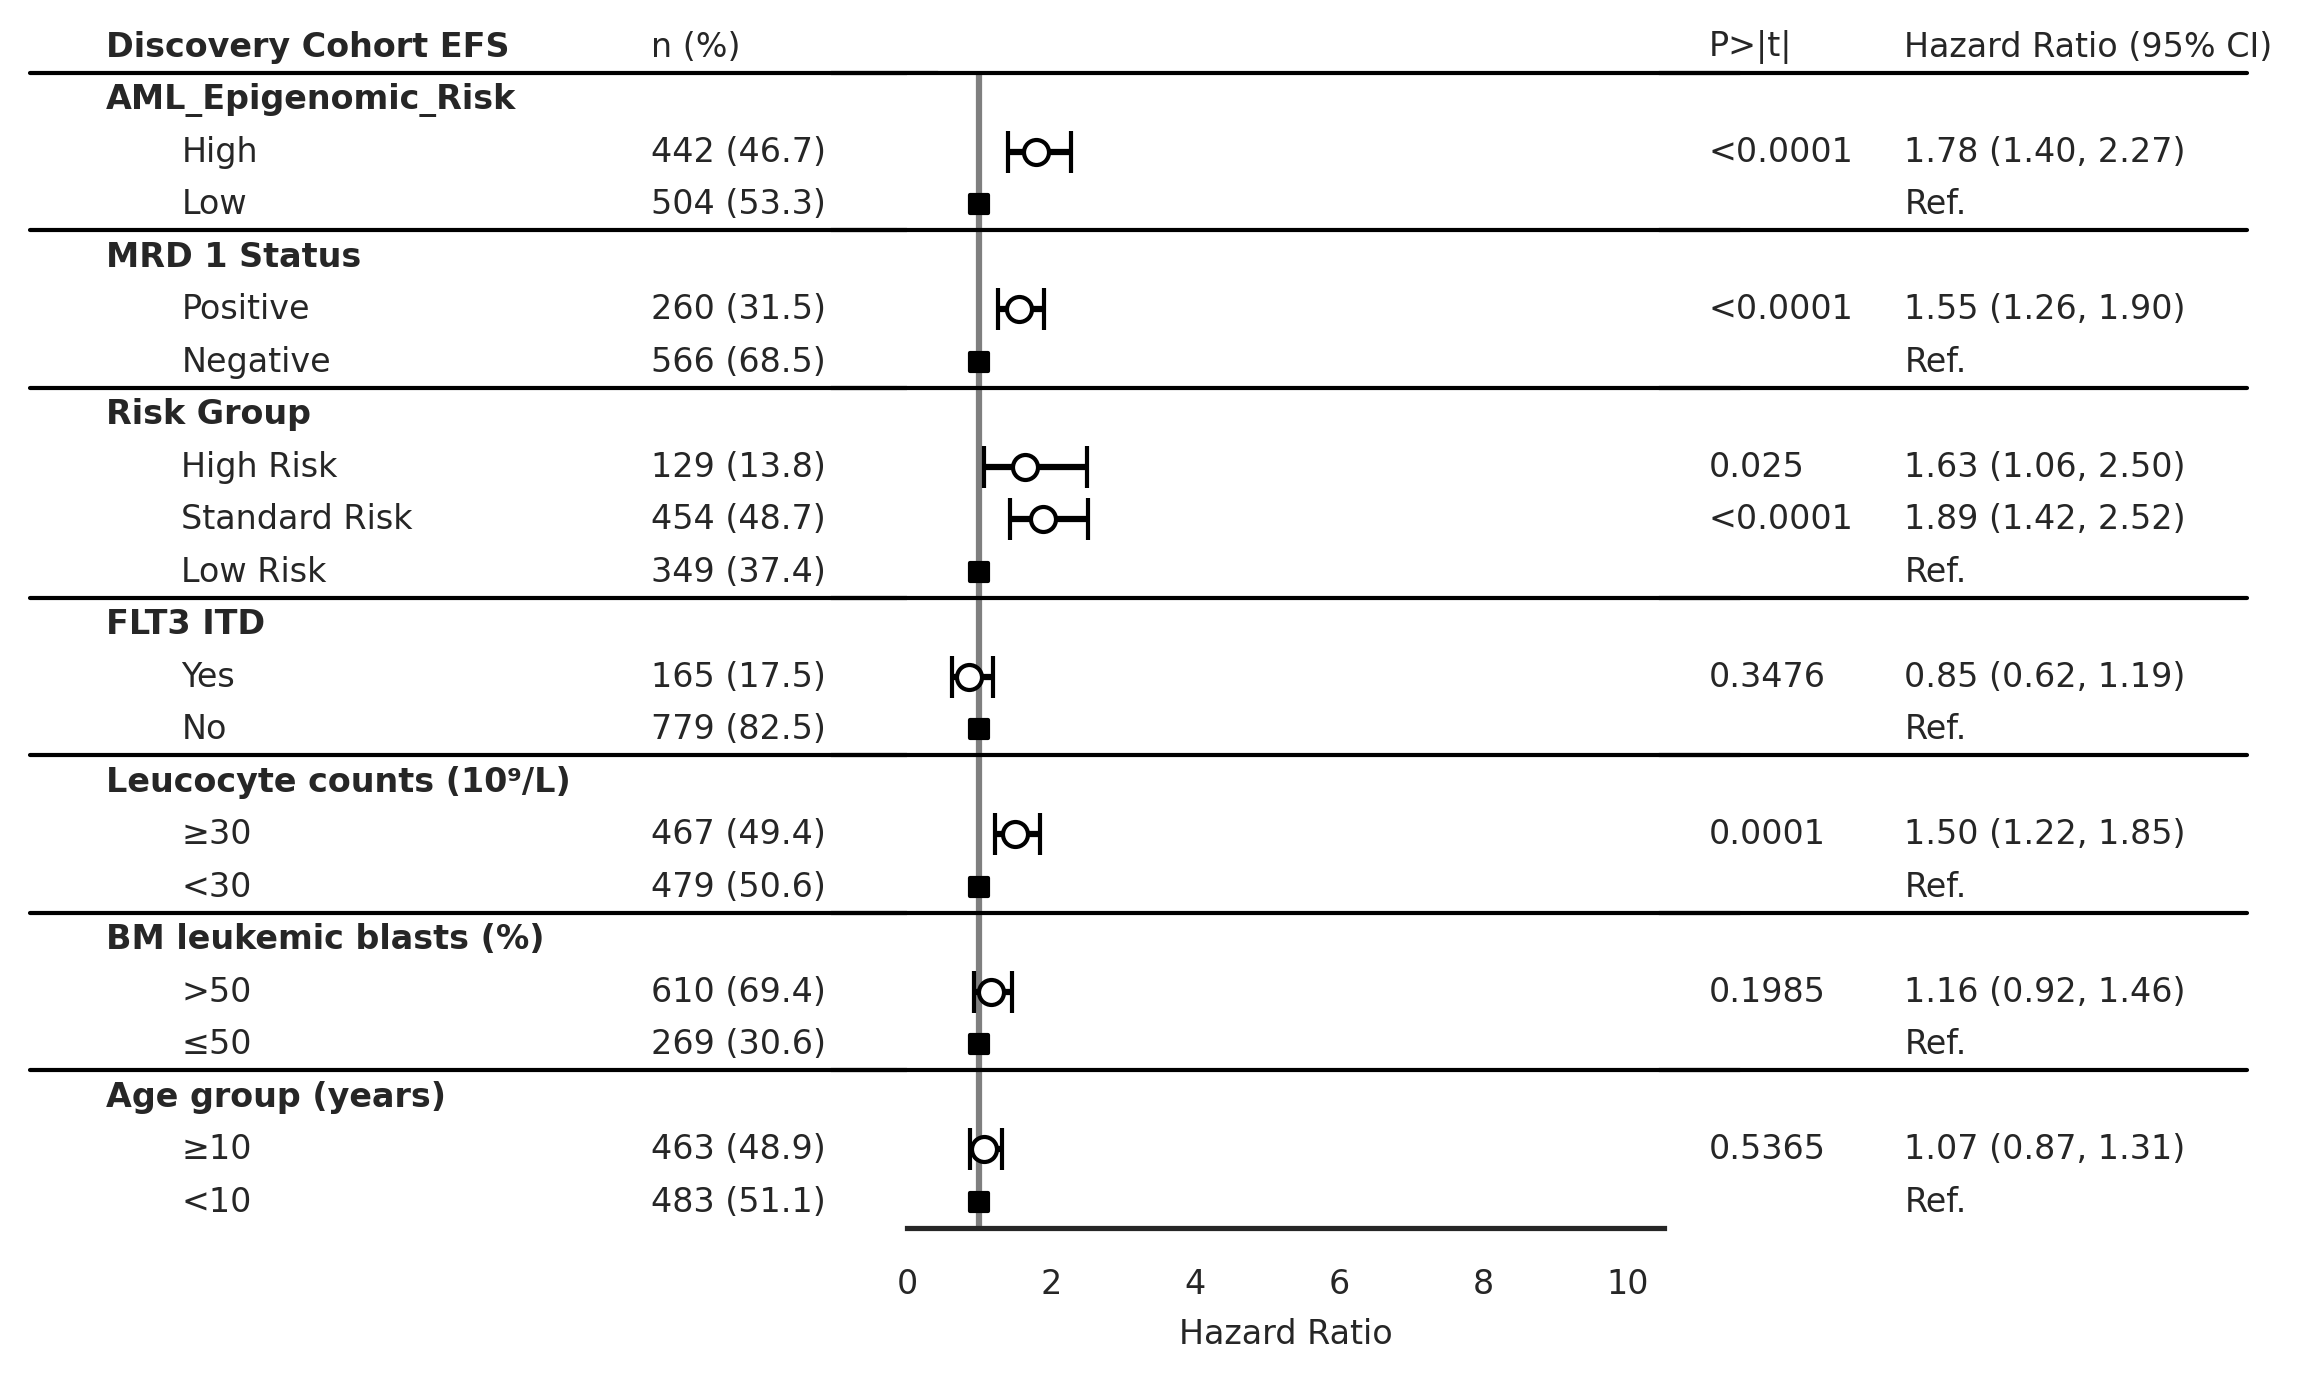 Discovery Cohort EFS n (%) P>|t| Hazard Ratio (95% CI)
AML_Epigenomic_Risk
High 442 (46.7) <0.0001 1.78 (1.40, 2.27)
Low 504 (53.3) Ref.
MRD 1 Status
Positive 260 (31.5) <0.0001 1.55 (1.26, 1.90)
Negative 566 (68.5) Ref.
Risk Group
High Risk 129 (13.8) 0.025 1.63 (1.06, 2.50)
Standard Risk 454 (48.7) <0.0001 1.89 (1.42, 2.52)
Low Risk 349 (37.4) Ref.
FLT3 ITD
Yes 165 (17.5) 0.3476 0.85 (0.62, 1.19)
No 779 (82.5) Ref.
Leucocyte counts (10⁹/L)
≥30 467 (49.4) 0.0001 1.50 (1.22, 1.85)
<30 479 (50.6) Ref.
BM leukemic blasts (%)
>50 610 (69.4) 0.1985 1.16 (0.92, 1.46)
≤50 269 (30.6) Ref.
Age group (years)
≥10 463 (48.9) 0.5365 1.07 (0.87, 1.31)
<10 483 (51.1) Ref.
0 2 4 6 8 10
Hazard Ratio